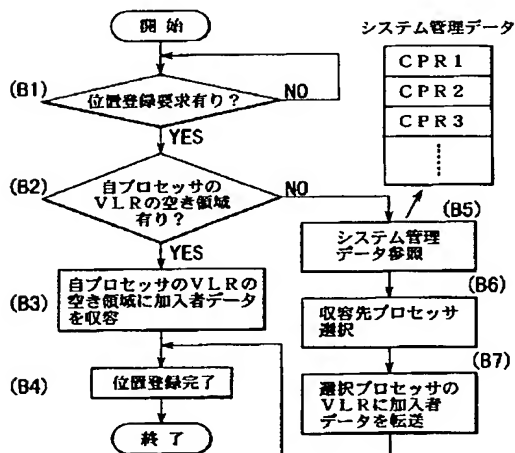 開 始
システム管理データ
CPR1
CPR2
CPR3
(B1)
位置登録要求有り？
NO
YES
(B2)
自プロセッサの
VLRの空き領域
有り？
NO
YES
(B5)
システム管理
データ参照
(B3)
自プロセッサのVLRの
空き領域に加入者データ
を収容
(B6)
収容先プロセッサ
選択
(B4)
位置登録完了
(B7)
選択プロセッサの
VLRに加入者
データを転送
終 了